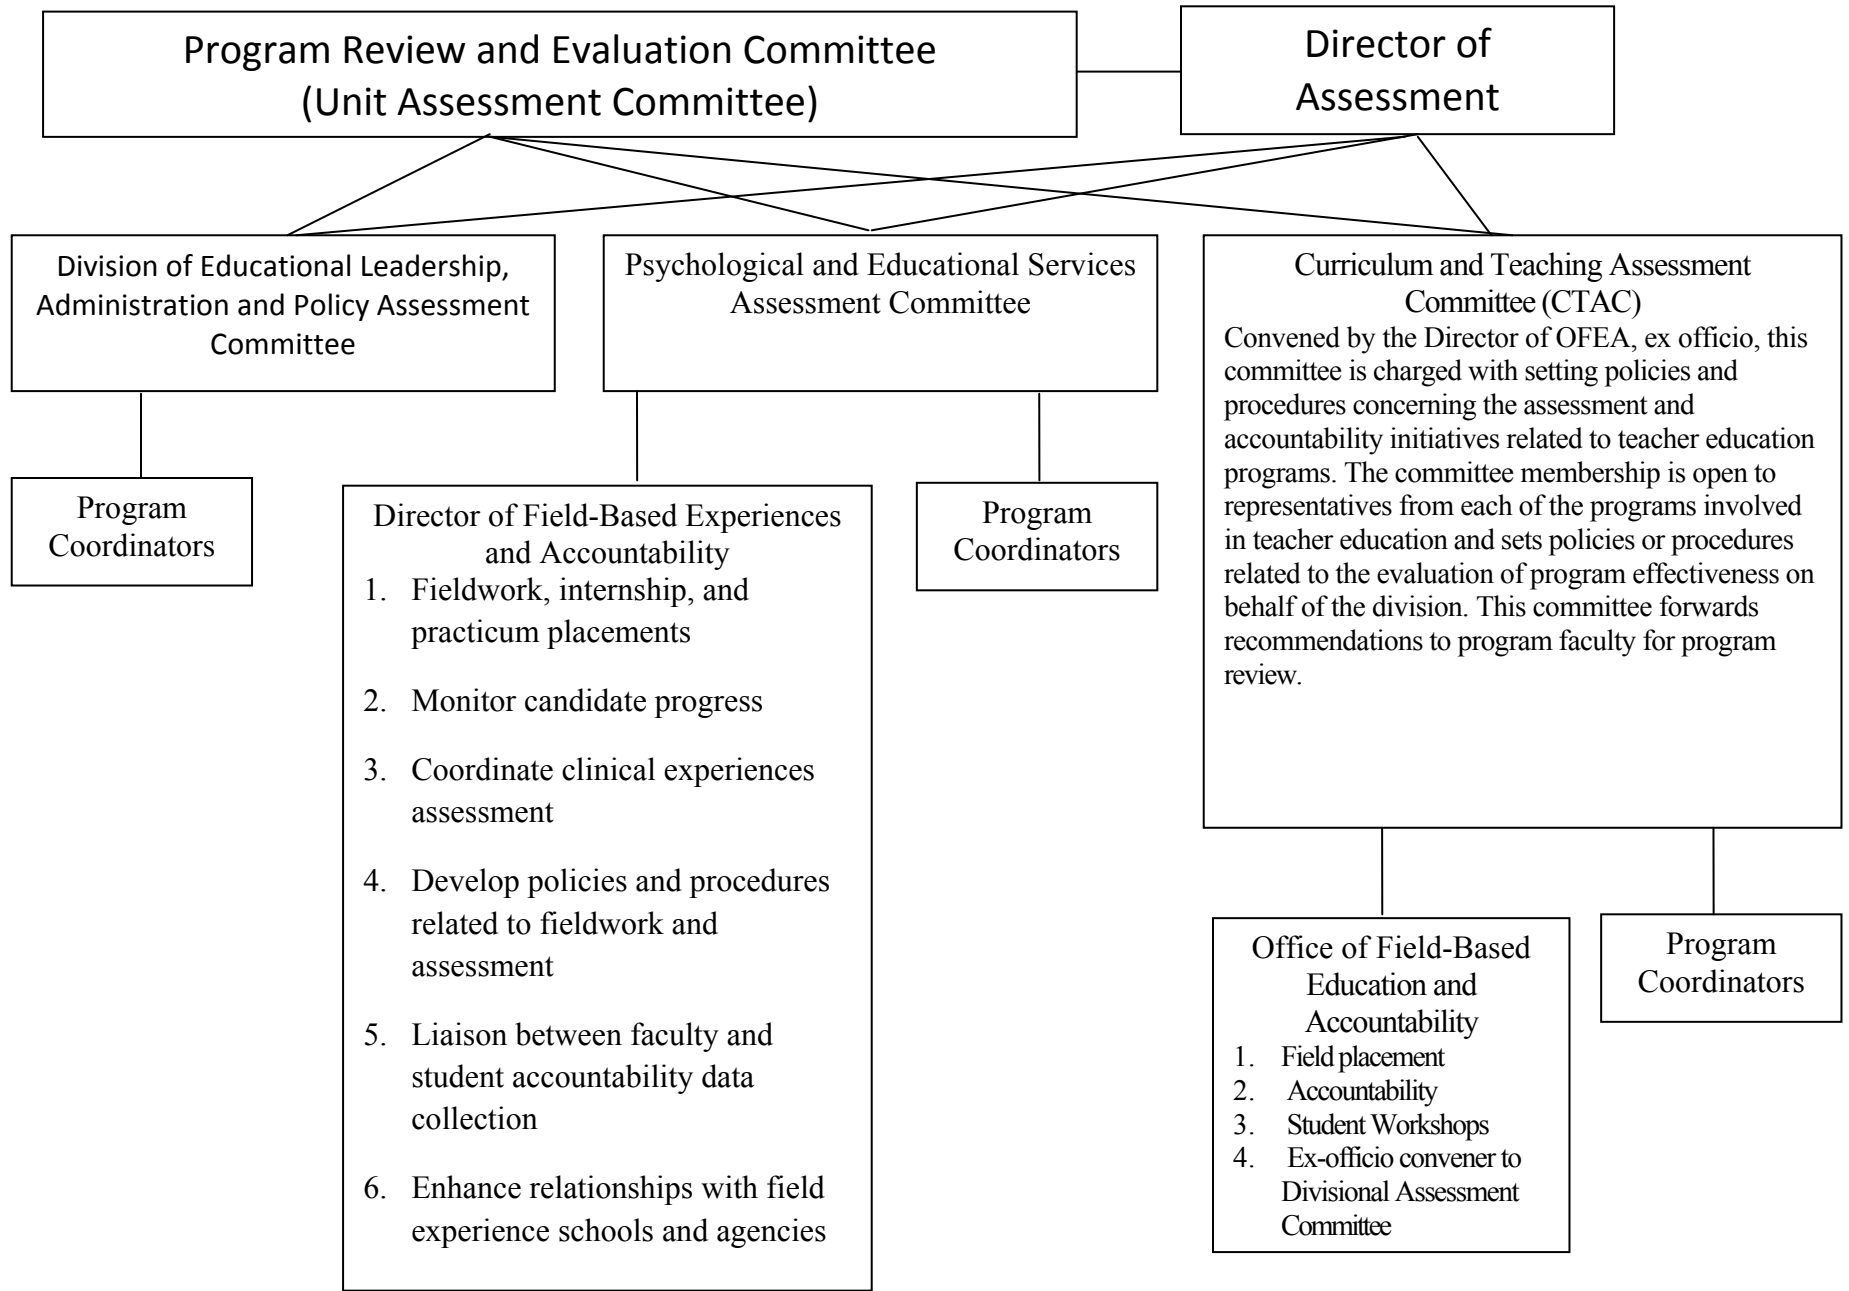 Program Review and Evaluation Committee
(Unit Assessment Committee)
Director of
Assessment
Division of Educational Leadership,
Administration and Policy Assessment
Committee
Psychological and Educational Services
Assessment Committee
Curriculum and Teaching Assessment
Committee (CTAC)
Convened by the Director of OFEA, ex officio, this
committee is charged with setting policies and
procedures concerning the assessment and
accountability initiatives related to teacher education
programs. The committee membership is open to
representatives from each of the programs involved
in teacher education and sets policies or procedures
related to the evaluation of program effectiveness on
behalf of the division. This committee forwards
recommendations to program faculty for program
review.
Program
Coordinators
Director of Field-Based Experiences
and Accountability
1. Fieldwork, internship, and
practicum placements
2. Monitor candidate progress
3. Coordinate clinical experiences
assessment
4. Develop policies and procedures
related to fieldwork and
assessment
5. Liaison between faculty and
student accountability data
collection
6. Enhance relationships with field
experience schools and agencies
Program
Coordinators
Office of Field-Based
Education and
Accountability
1. Field placement
2. Accountability
3. Student Workshops
4. Ex-officio convener to
Divisional Assessment
Committee
Program
Coordinators